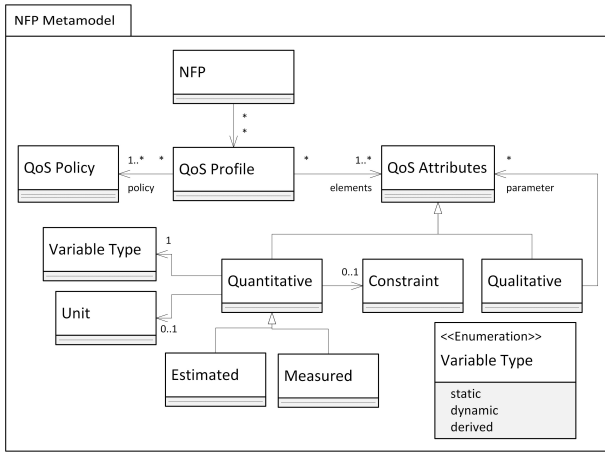 NFP Metamodel
NFP
*
*
QoS Policy
1..*
*
policy
QoS Profile
*
1..*
elements
QoS Attributes
*
parameter
Variable Type
1
Quantitative
0..1
Constraint
Qualitative
Unit
0..1
Estimated
Measured
<<Enumeration>>
Variable Type
static
dynamic
derived